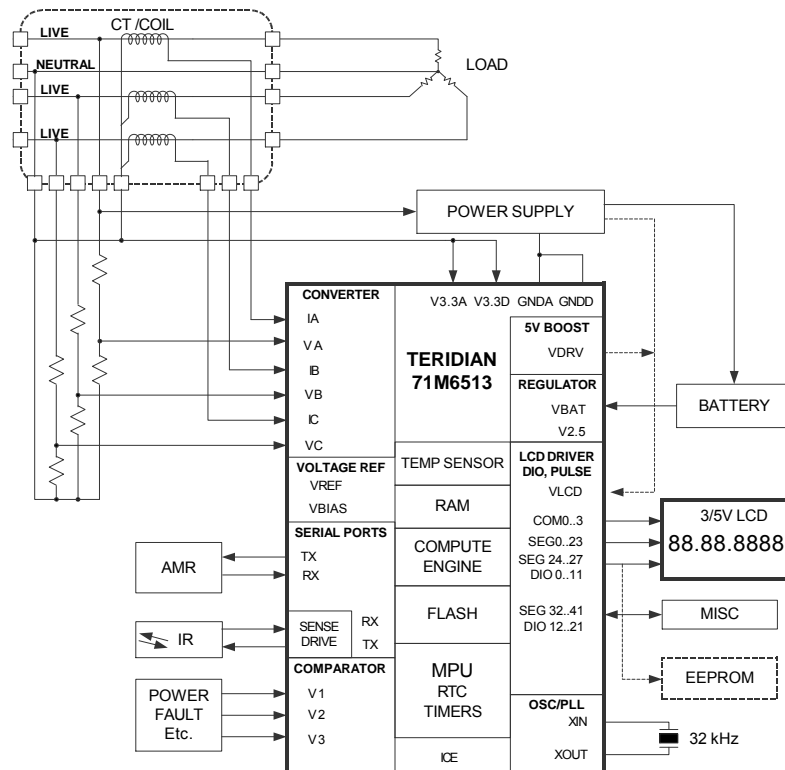 CT /COIL
LIVE
NEUTRAL
LIVE
LIVE
LOAD
POWER SUPPLY
CONVERTER
IA
VA
IB
VB
IC
VC
V3.3A V3.3D GNDA GNDD
TERIDIAN
71M6513
5V BOOST
VDRV
REGULATOR
VBAT
V2.5
BATTERY
VOLTAGE REF
VREF
VBIAS
TEMP SENSOR
RAM
COMPUTE
ENGINE
FLASH
MPU
RTC
TIMERS
ICE
LCD DRIVER
DIO, PULSE
VLCD
COM0..3
SEG0..23
SEG 24..27
DIO 0..11
SEG 32..41
DIO 12..21
3/5V LCD
88.88.8888
MISC
EEPROM
SERIAL PORTS
TX
RX
AMR
SENSE
DRIVE
RX
TX
IR
COMPARATOR
V1
V2
V3
POWER
FAULT
Etc.
OSC/PLL
XIN
XOUT
32 kHz